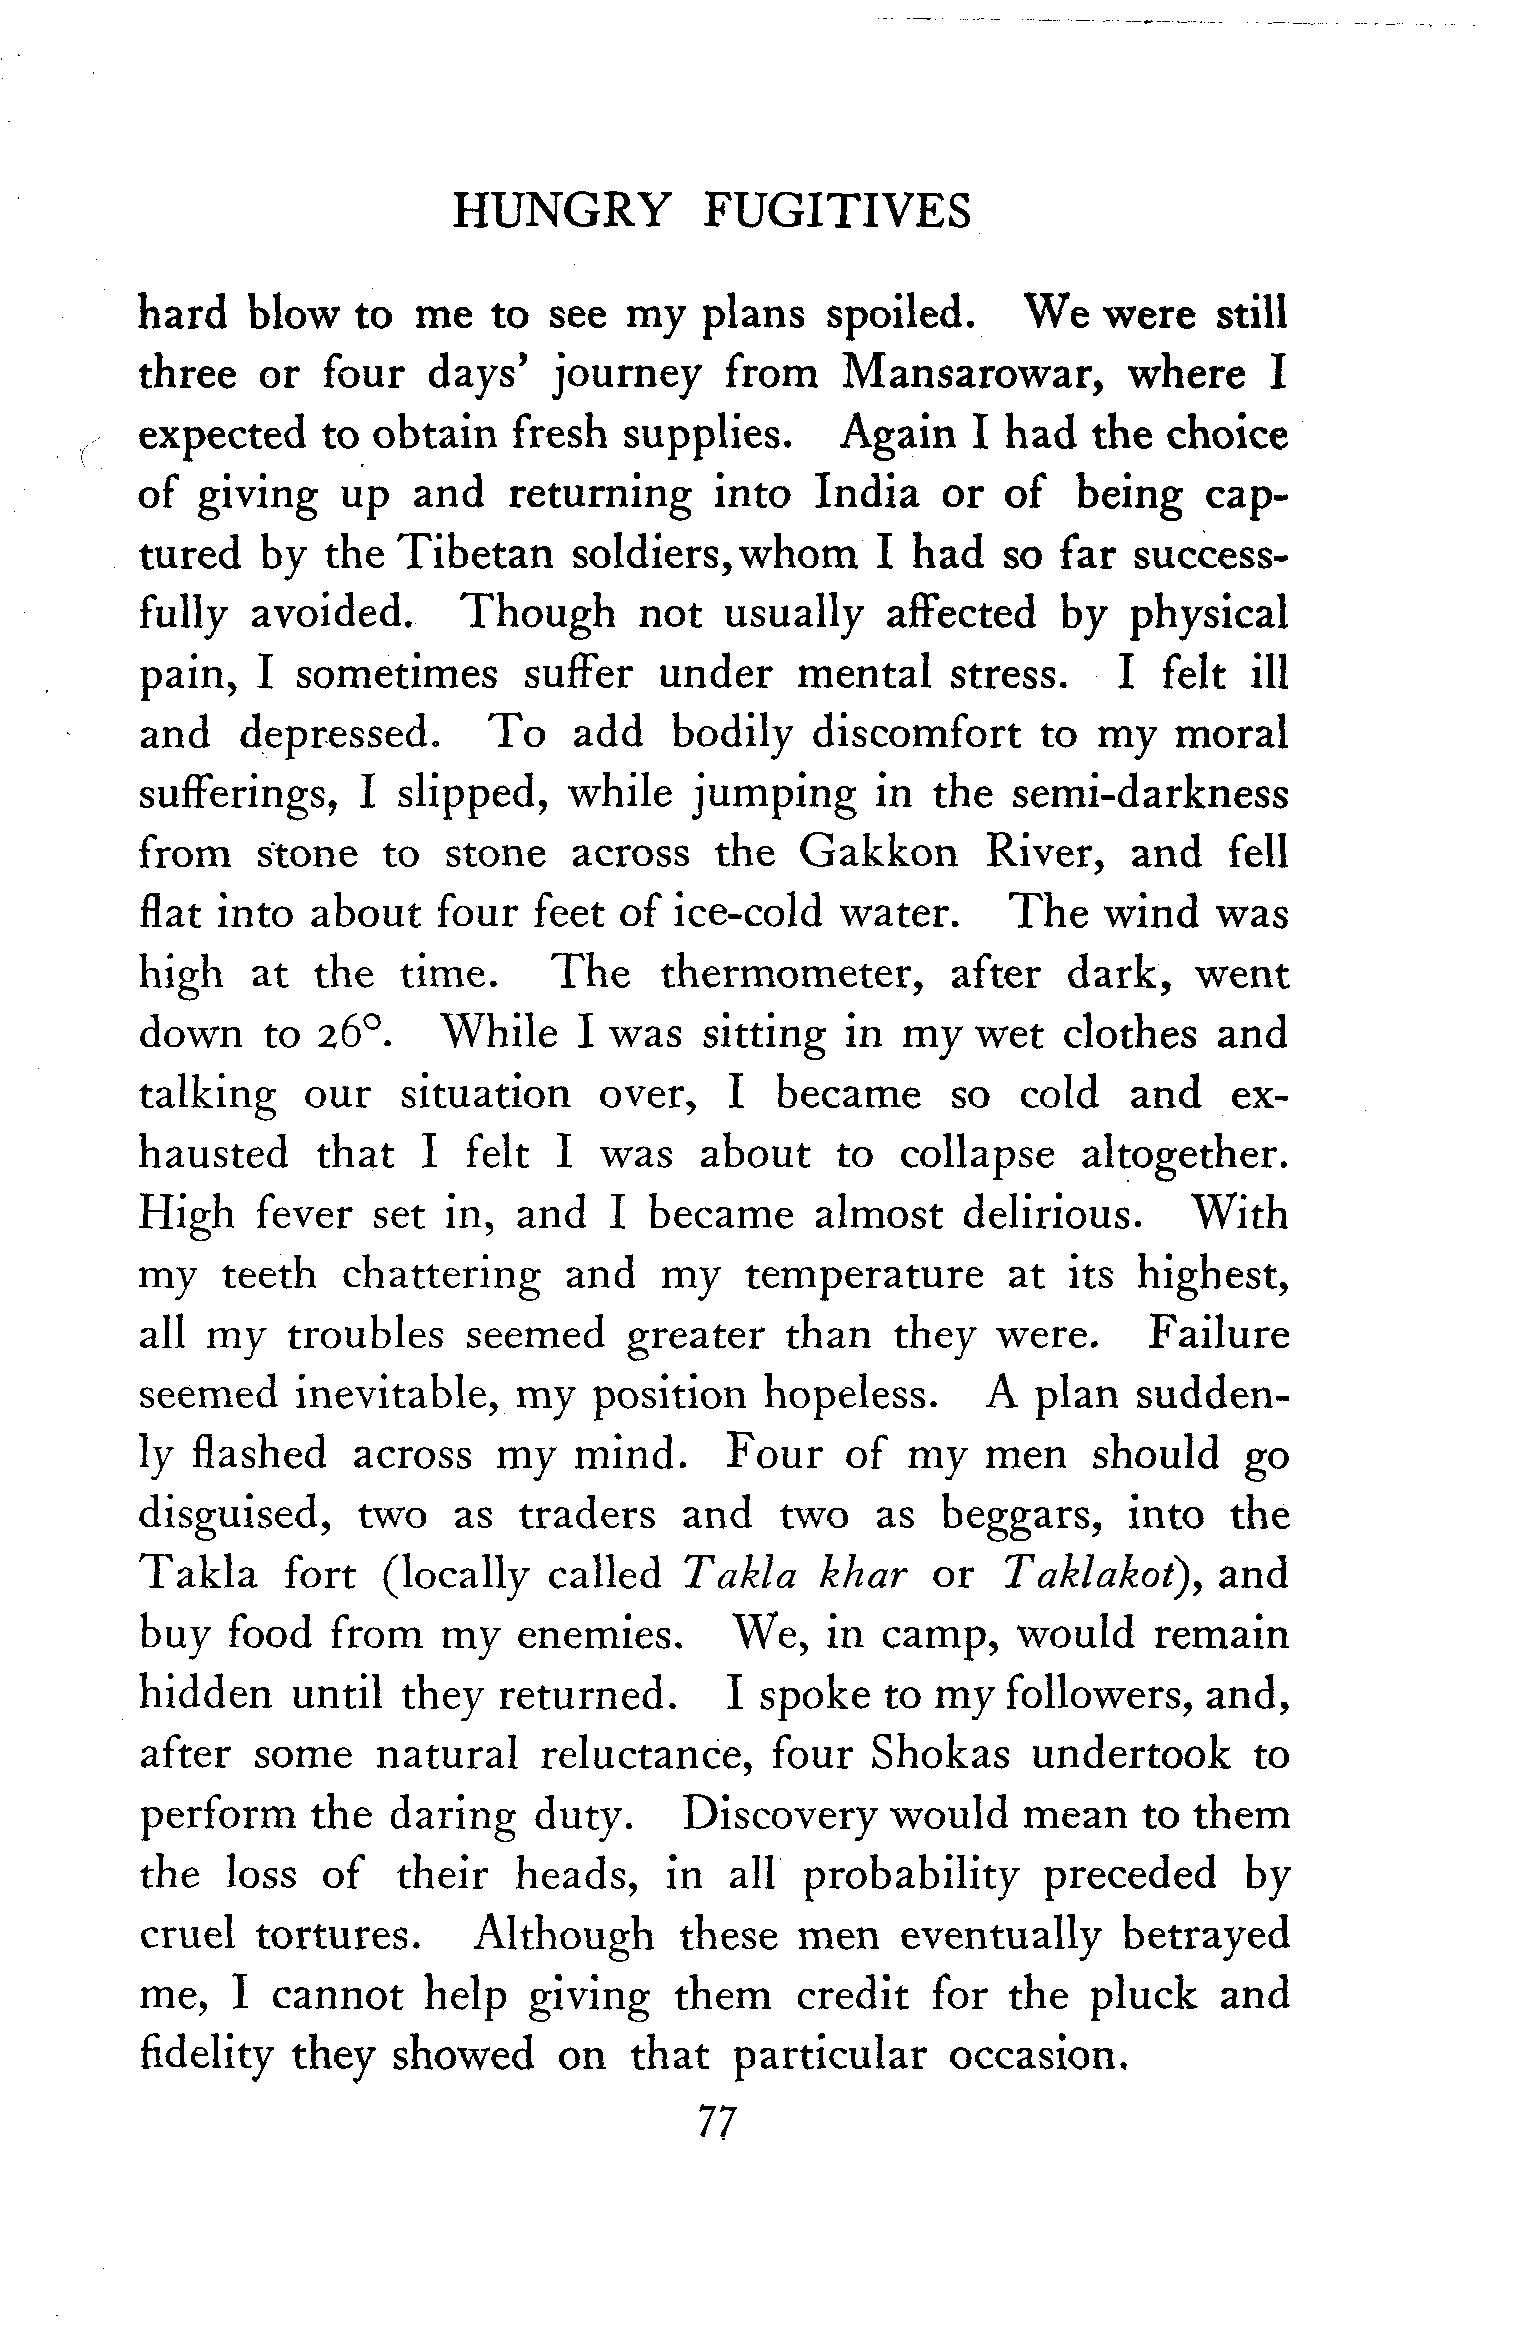 HUNGRY FUGITIVES
hard blow to me to see my plans spoiled. We were still
three or four days' journey from Mansarowar, where I
expected to obtain fresh supplies. Again I had the choice
of giving up and returning into India or of being cap-
tured by the Tibetan soldiers, whom I had so far success-
fully avoided. Though not usually affected by physical
pain, I sometimes suffer under mental stress. I felt ill
and depressed. To add bodily discomfort to my moral
sufferings, I slipped, while jumping in the semi-darkness
from stone to stone across the Gakkon River, and fell
flat into about four feet of ice-cold water. The wind was
high at the time. The thermometer, after dark, went
down to 26°. While I was sitting in my wet clothes and
talking our situation over, I became so cold and ex-
hausted that I felt I was about to collapse altogether.
High fever set in, and I became almost delirious. With
my teeth chattering and my temperature at its highest,
all my troubles seemed greater than they were. Failure
seemed inevitable, my position hopeless. A plan sudden-
ly flashed across my mind. Four of my men should go
disguised, two as traders and two as beggars, into the
Takla fort (locally called Takla khar or Taklakot), and
buy food from my enemies. We, in camp, would remain
hidden until they returned. I spoke to my followers, and,
after some natural reluctance, four Shokas undertook to
perform the daring duty. Discovery would mean to them
the loss of their heads, in all probability preceded by
cruel tortures. Although these men eventually betrayed
me, I cannot help giving them credit for the pluck and
fidelity they showed on that particular occasion.
77